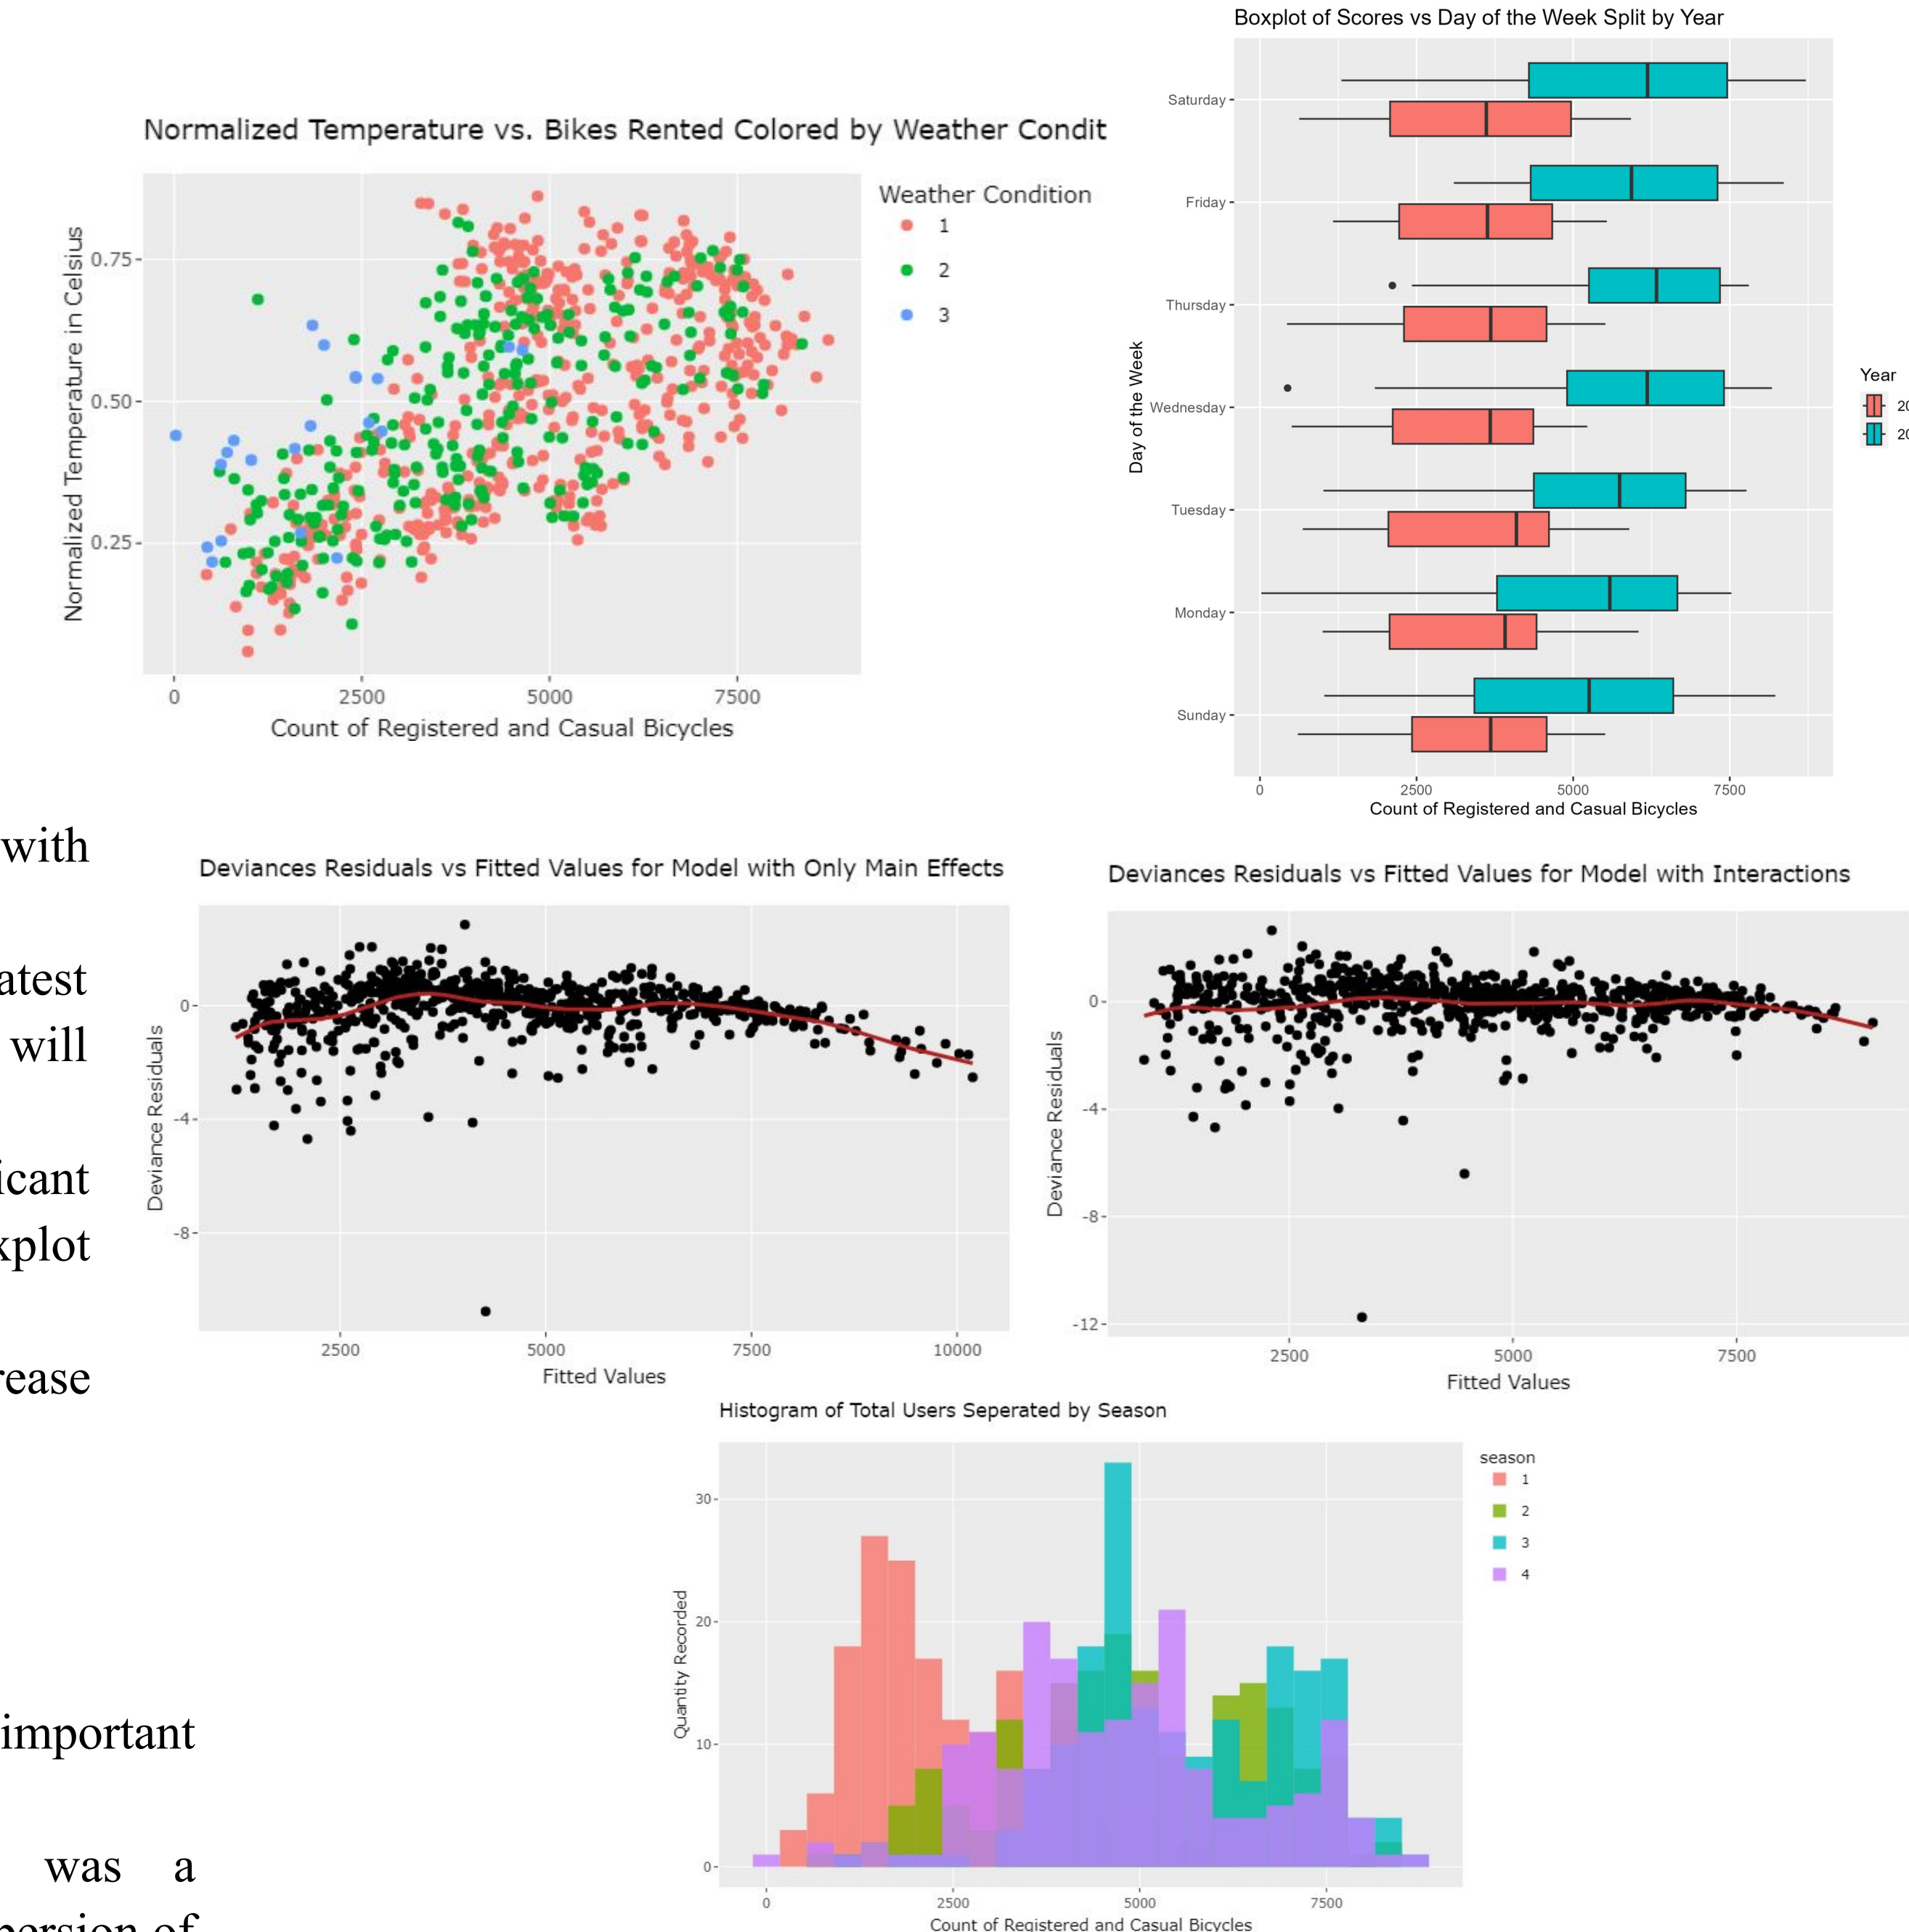 Boxplot of Scores vs Day of the Week Split by Year
Saturday
Friday
Thursday
Wednesday
Tuesday
Monday
Sunday
Day of the Week
0 2500 5000 7500
Count of Registered and Casual Bicycles
Year
20
20
Normalized Temperature vs. Bikes Rented Colored by Weather Condit
Weather Condition
1
2
3
Normalized Temperature in Celsius
0.75
0.50
0.25
0 2500 5000 7500
Count of Registered and Casual Bicycles
with
atest
will
icant
xplot
rease
important
was a
persion of
Deviances Residuals vs Fitted Values for Model with Only Main Effects
Deviance Residuals
0
-4
-8
2500 5000 7500 10000
Fitted Values
Deviances Residuals vs Fitted Values for Model with Interactions
Deviance Residuals
0
-4
-8
-12
2500 5000 7500
Fitted Values
Histogram of Total Users Seperated by Season
season
1
2
3
4
Quantity Recorded
30
20
10
0
0 2500 5000 7500
Count of Registered and Casual Bicycles